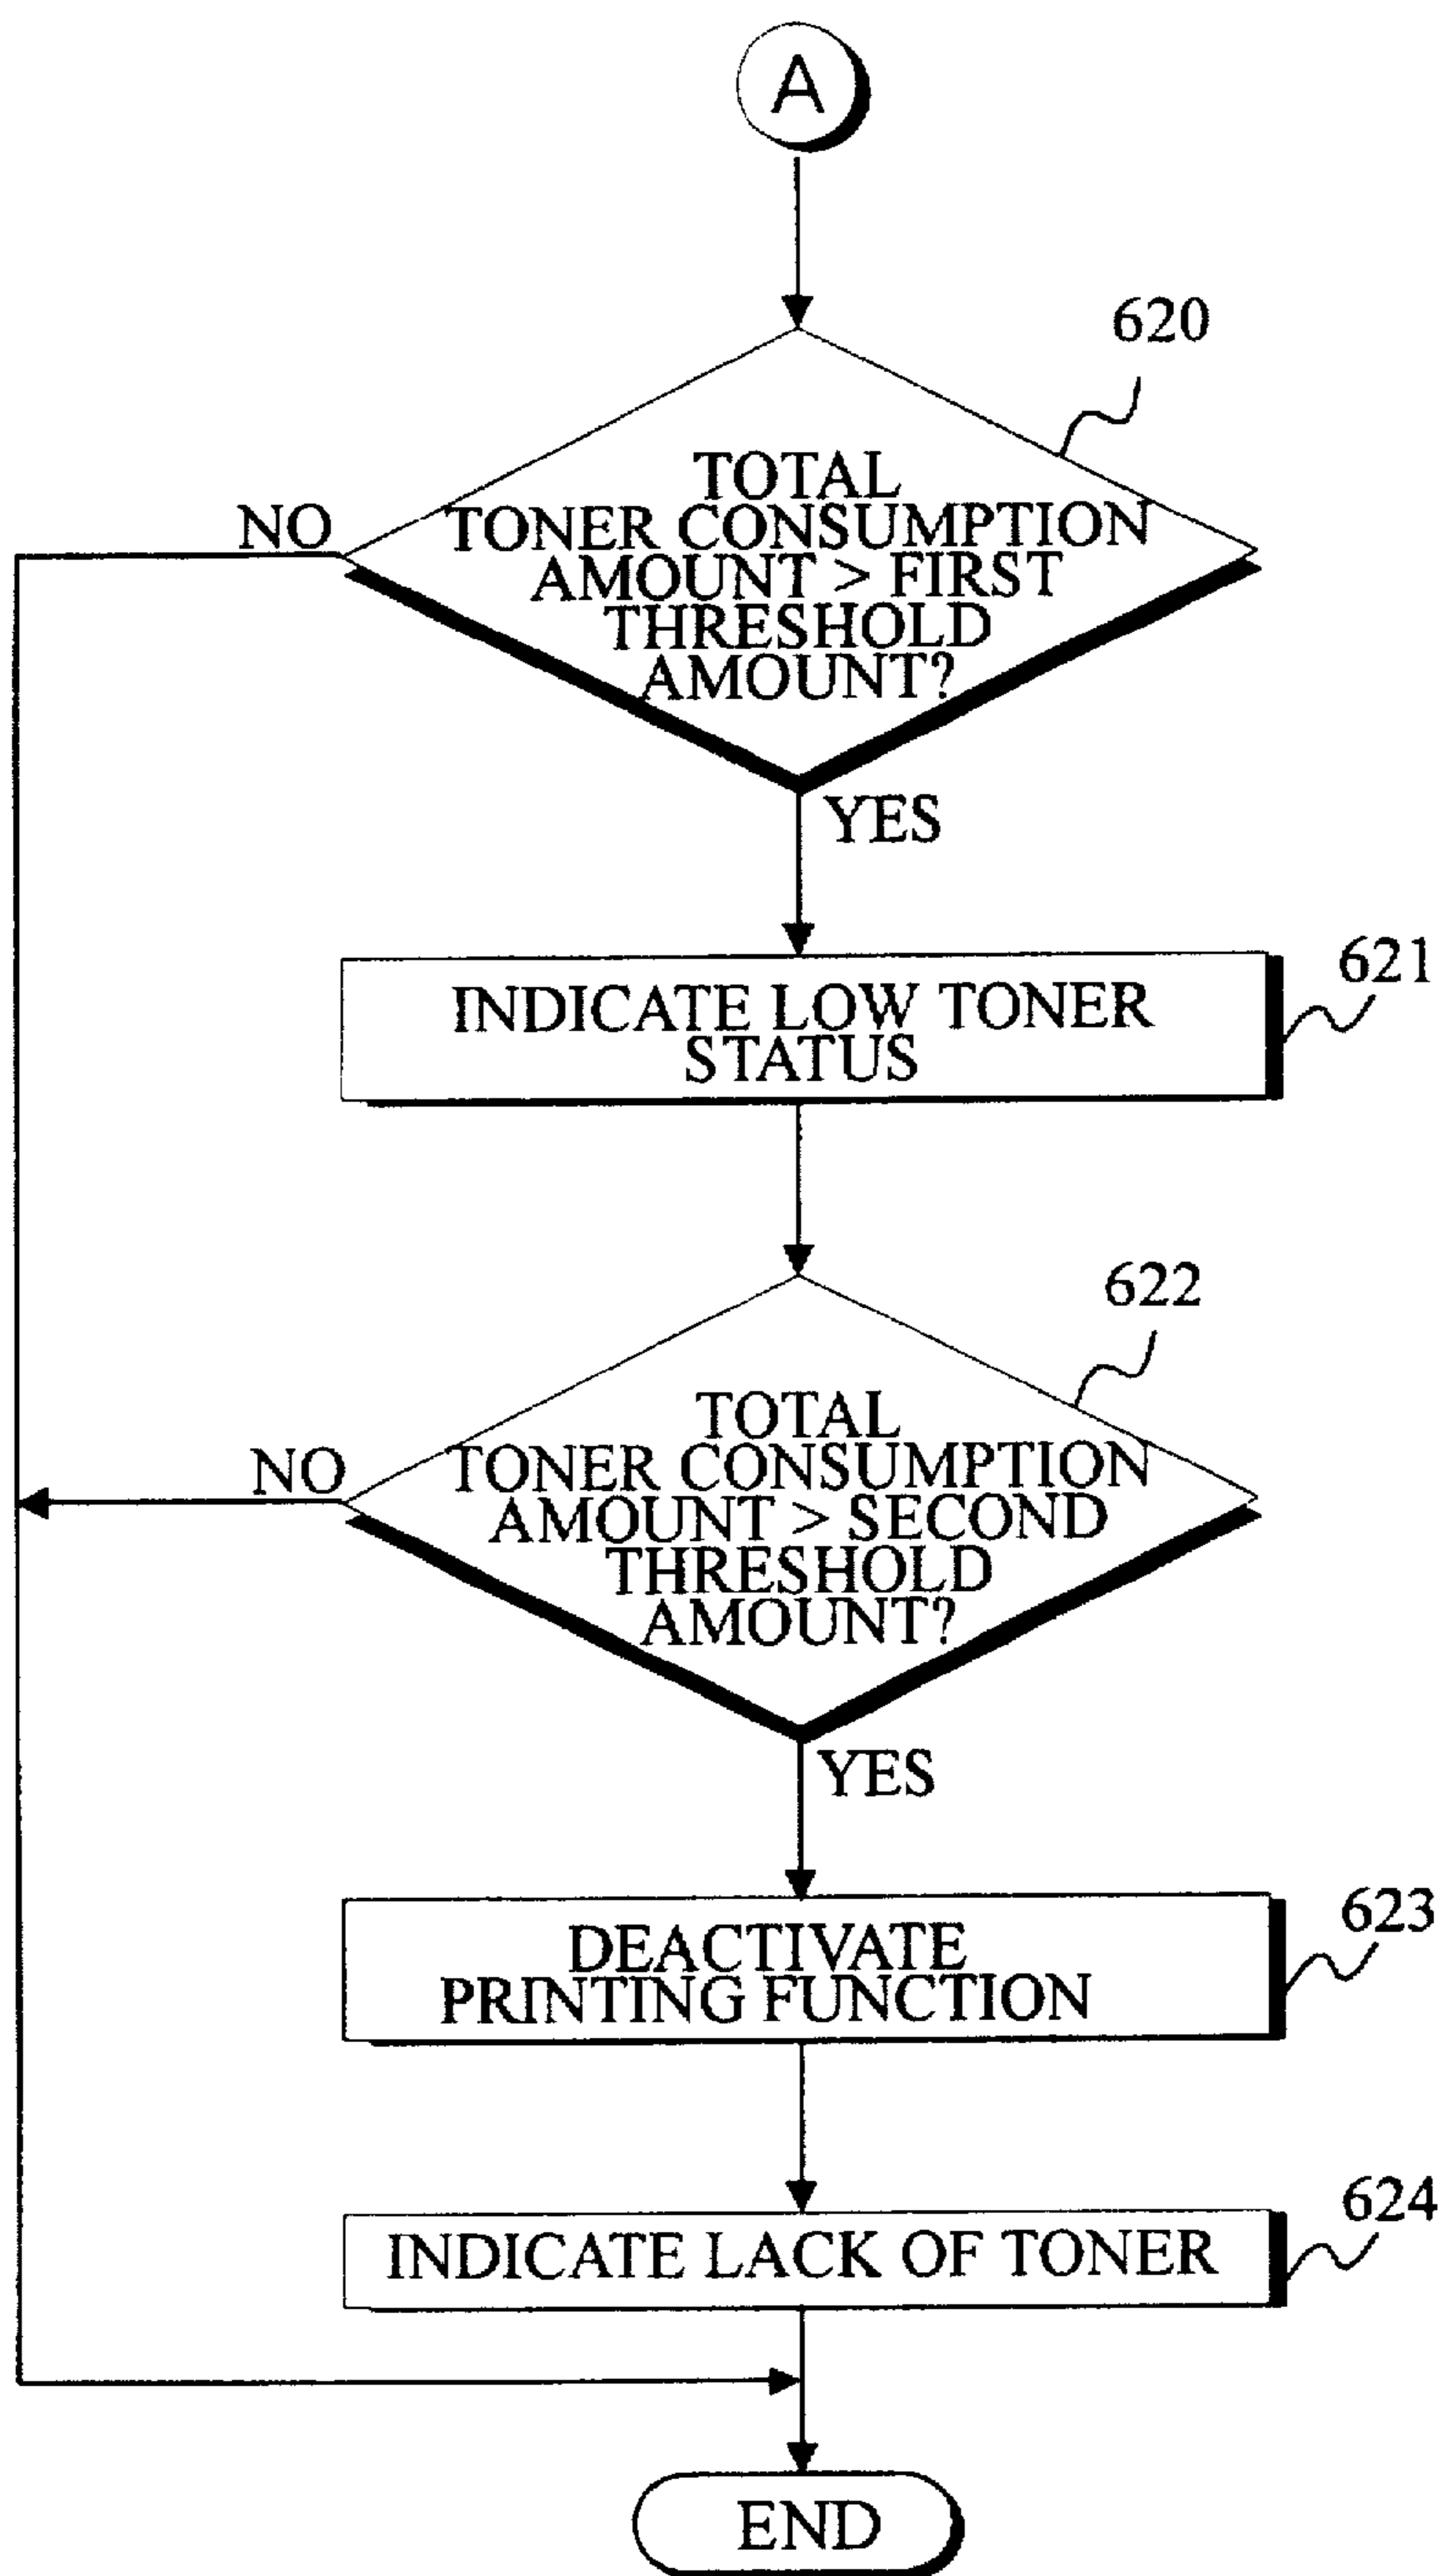 A
620
TOTAL
TONER CONSUMPTION
AMOUNT > FIRST
THRESHOLD
AMOUNT?
NO
YES
621
INDICATE LOW TONER
STATUS
622
TOTAL
TONER CONSUMPTION
AMOUNT > SECOND
THRESHOLD
AMOUNT?
NO
YES
623
DEACTIVATE
PRINTING FUNCTION
624
INDICATE LACK OF TONER
END